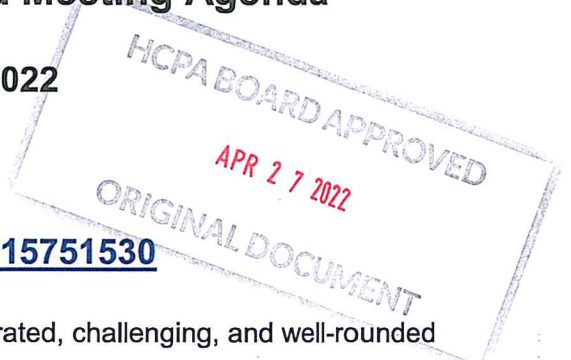 Meeting Agenda
022
HCPA BOARD APPROVED
APR 27 2022
ORIGINAL DOCUMENT
15751530
rated, challenging, and well-rounded